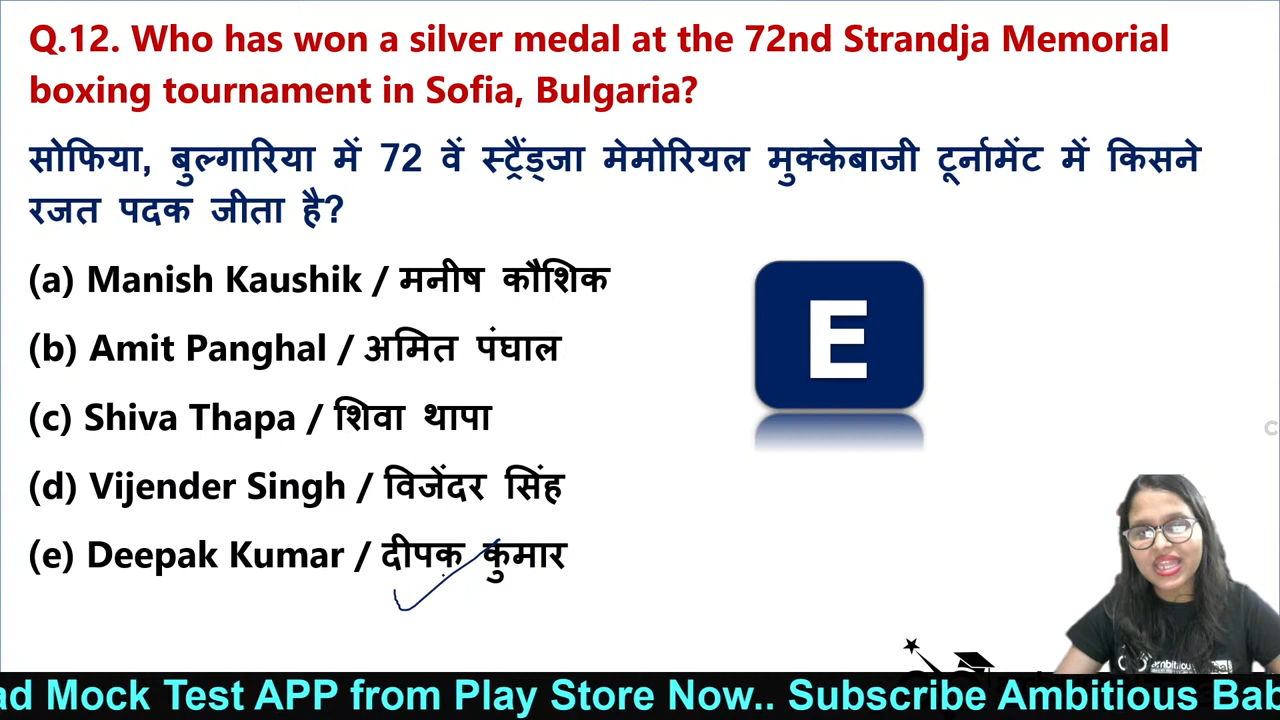 Q.12. Who has won a silver medal at the 72nd Strandja Memorial
boxing tournament in Sofia, Bulgaria?
सोफिया, बुल्गारिया में 72 वें स्ट्रैंड्जा मेमोरियल मुक्केबाजी टूर्नामेंट में किसने
रजत पदक जीता है?
(a) Manish Kaushik / मनीष कौशिक
(b) Amit Panghal / अमित पंघाल
(c) Shiva Thapa / शिवा थापा
(d) Vijender Singh / विजेंदर सिंह
(e) Deepak Kumar / दीपक कुमार
E
ad Mock Test APP from Play Store Now.. Subscribe Ambitious Bab